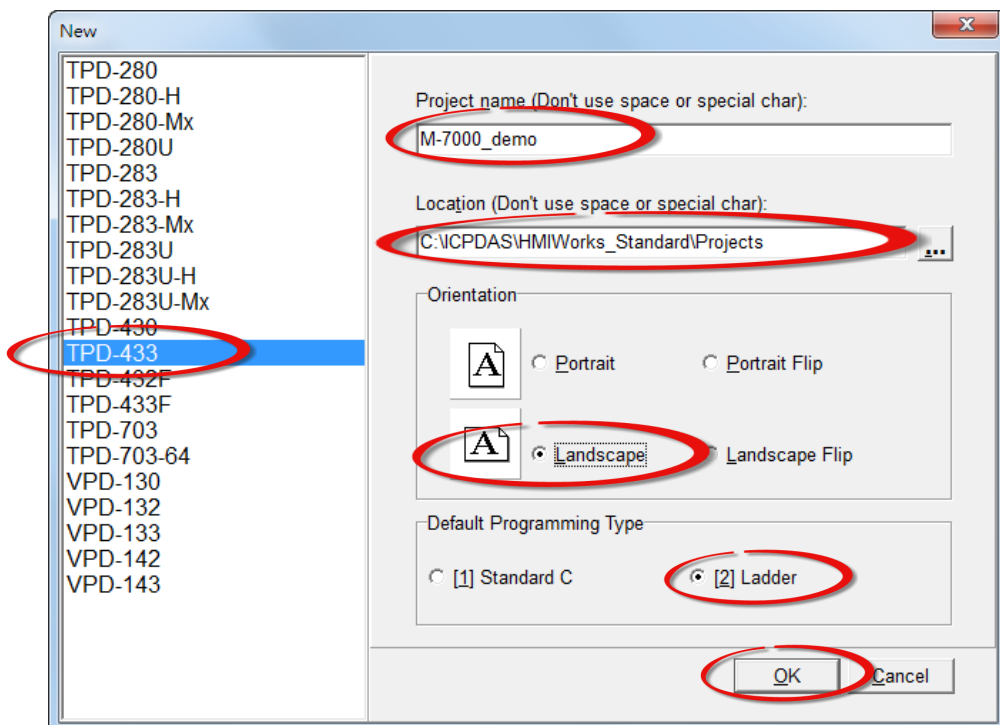 New
x
TPD-280
TPD-280-H
TPD-280-Mx
TPD-280U
TPD-283
TPD-283-H
TPD-283-Mx
TPD-283U
TPD-283U-H
TPD-283U-Mx
TPD-430
TPD-433
TPD-432F
TPD-433F
TPD-703
TPD-703-64
VPD-130
VPD-132
VPD-133
VPD-142
VPD-143
Project name (Don't use space or special char):
M-7000_demo
Location (Don't use space or special char):
C:\ICPDAS\HMIWorks_Standard\Projects
...
Orientation
A Portrait Portrait Flip
A Landscape Landscape Flip
Default Programming Type
[1] Standard C [2] Ladder
OK Cancel